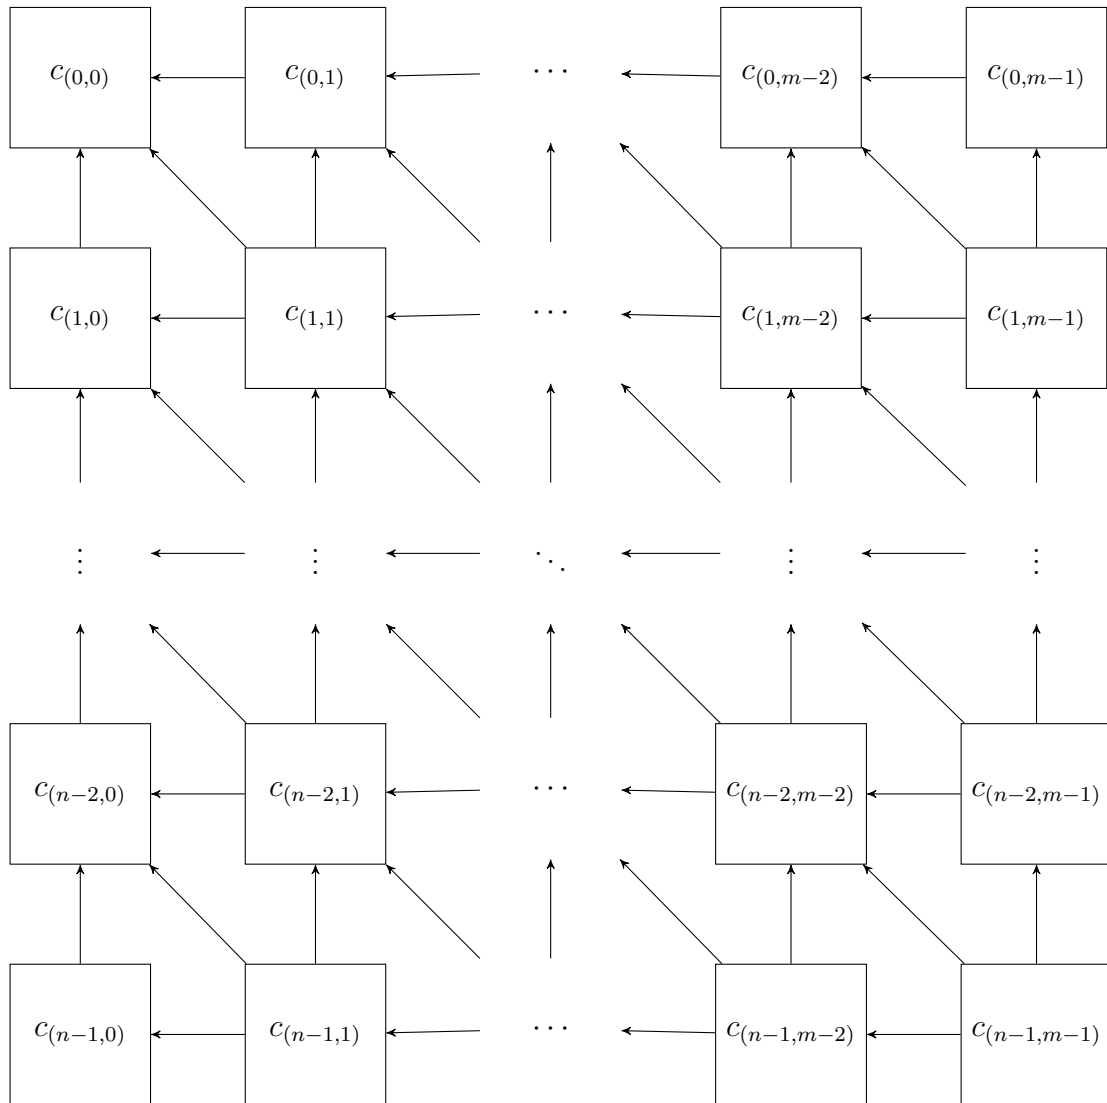 c(0,0) c(0,1) ⋯ c(0,m−2) c(0,m−1)
c(1,0) c(1,1) ⋯ c(1,m−2) c(1,m−1)
⋮ ⋮ ⋱ ⋮ ⋮
c(n−2,0) c(n−2,1) ⋯ c(n−2,m−2) c(n−2,m−1)
c(n−1,0) c(n−1,1) ⋯ c(n−1,m−2) c(n−1,m−1)